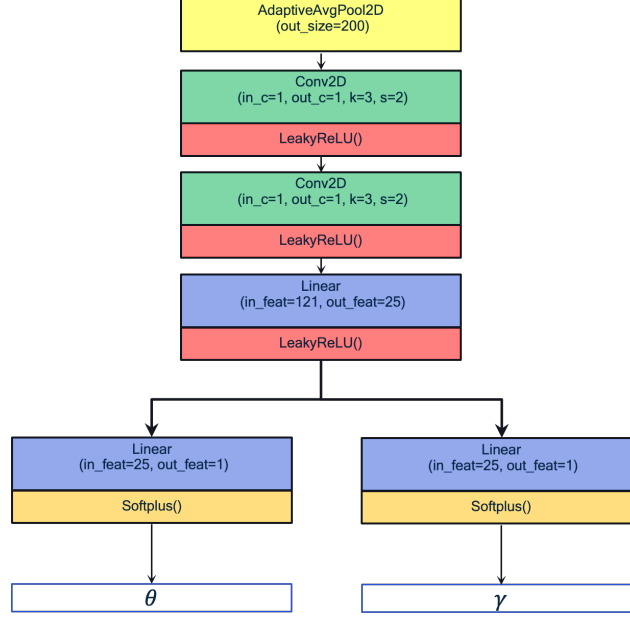 AdaptiveAvgPool2D
(out_size=200)
Conv2D
(in_c=1, out_c=1, k=3, s=2)
LeakyReLU()
Conv2D
(in_c=1, out_c=1, k=3, s=2)
LeakyReLU()
Linear
(in_feat=121, out_feat=25)
LeakyReLU()
Linear
(in_feat=25, out_feat=1)
Softplus()
θ
Linear
(in_feat=25, out_feat=1)
Softplus()
γ